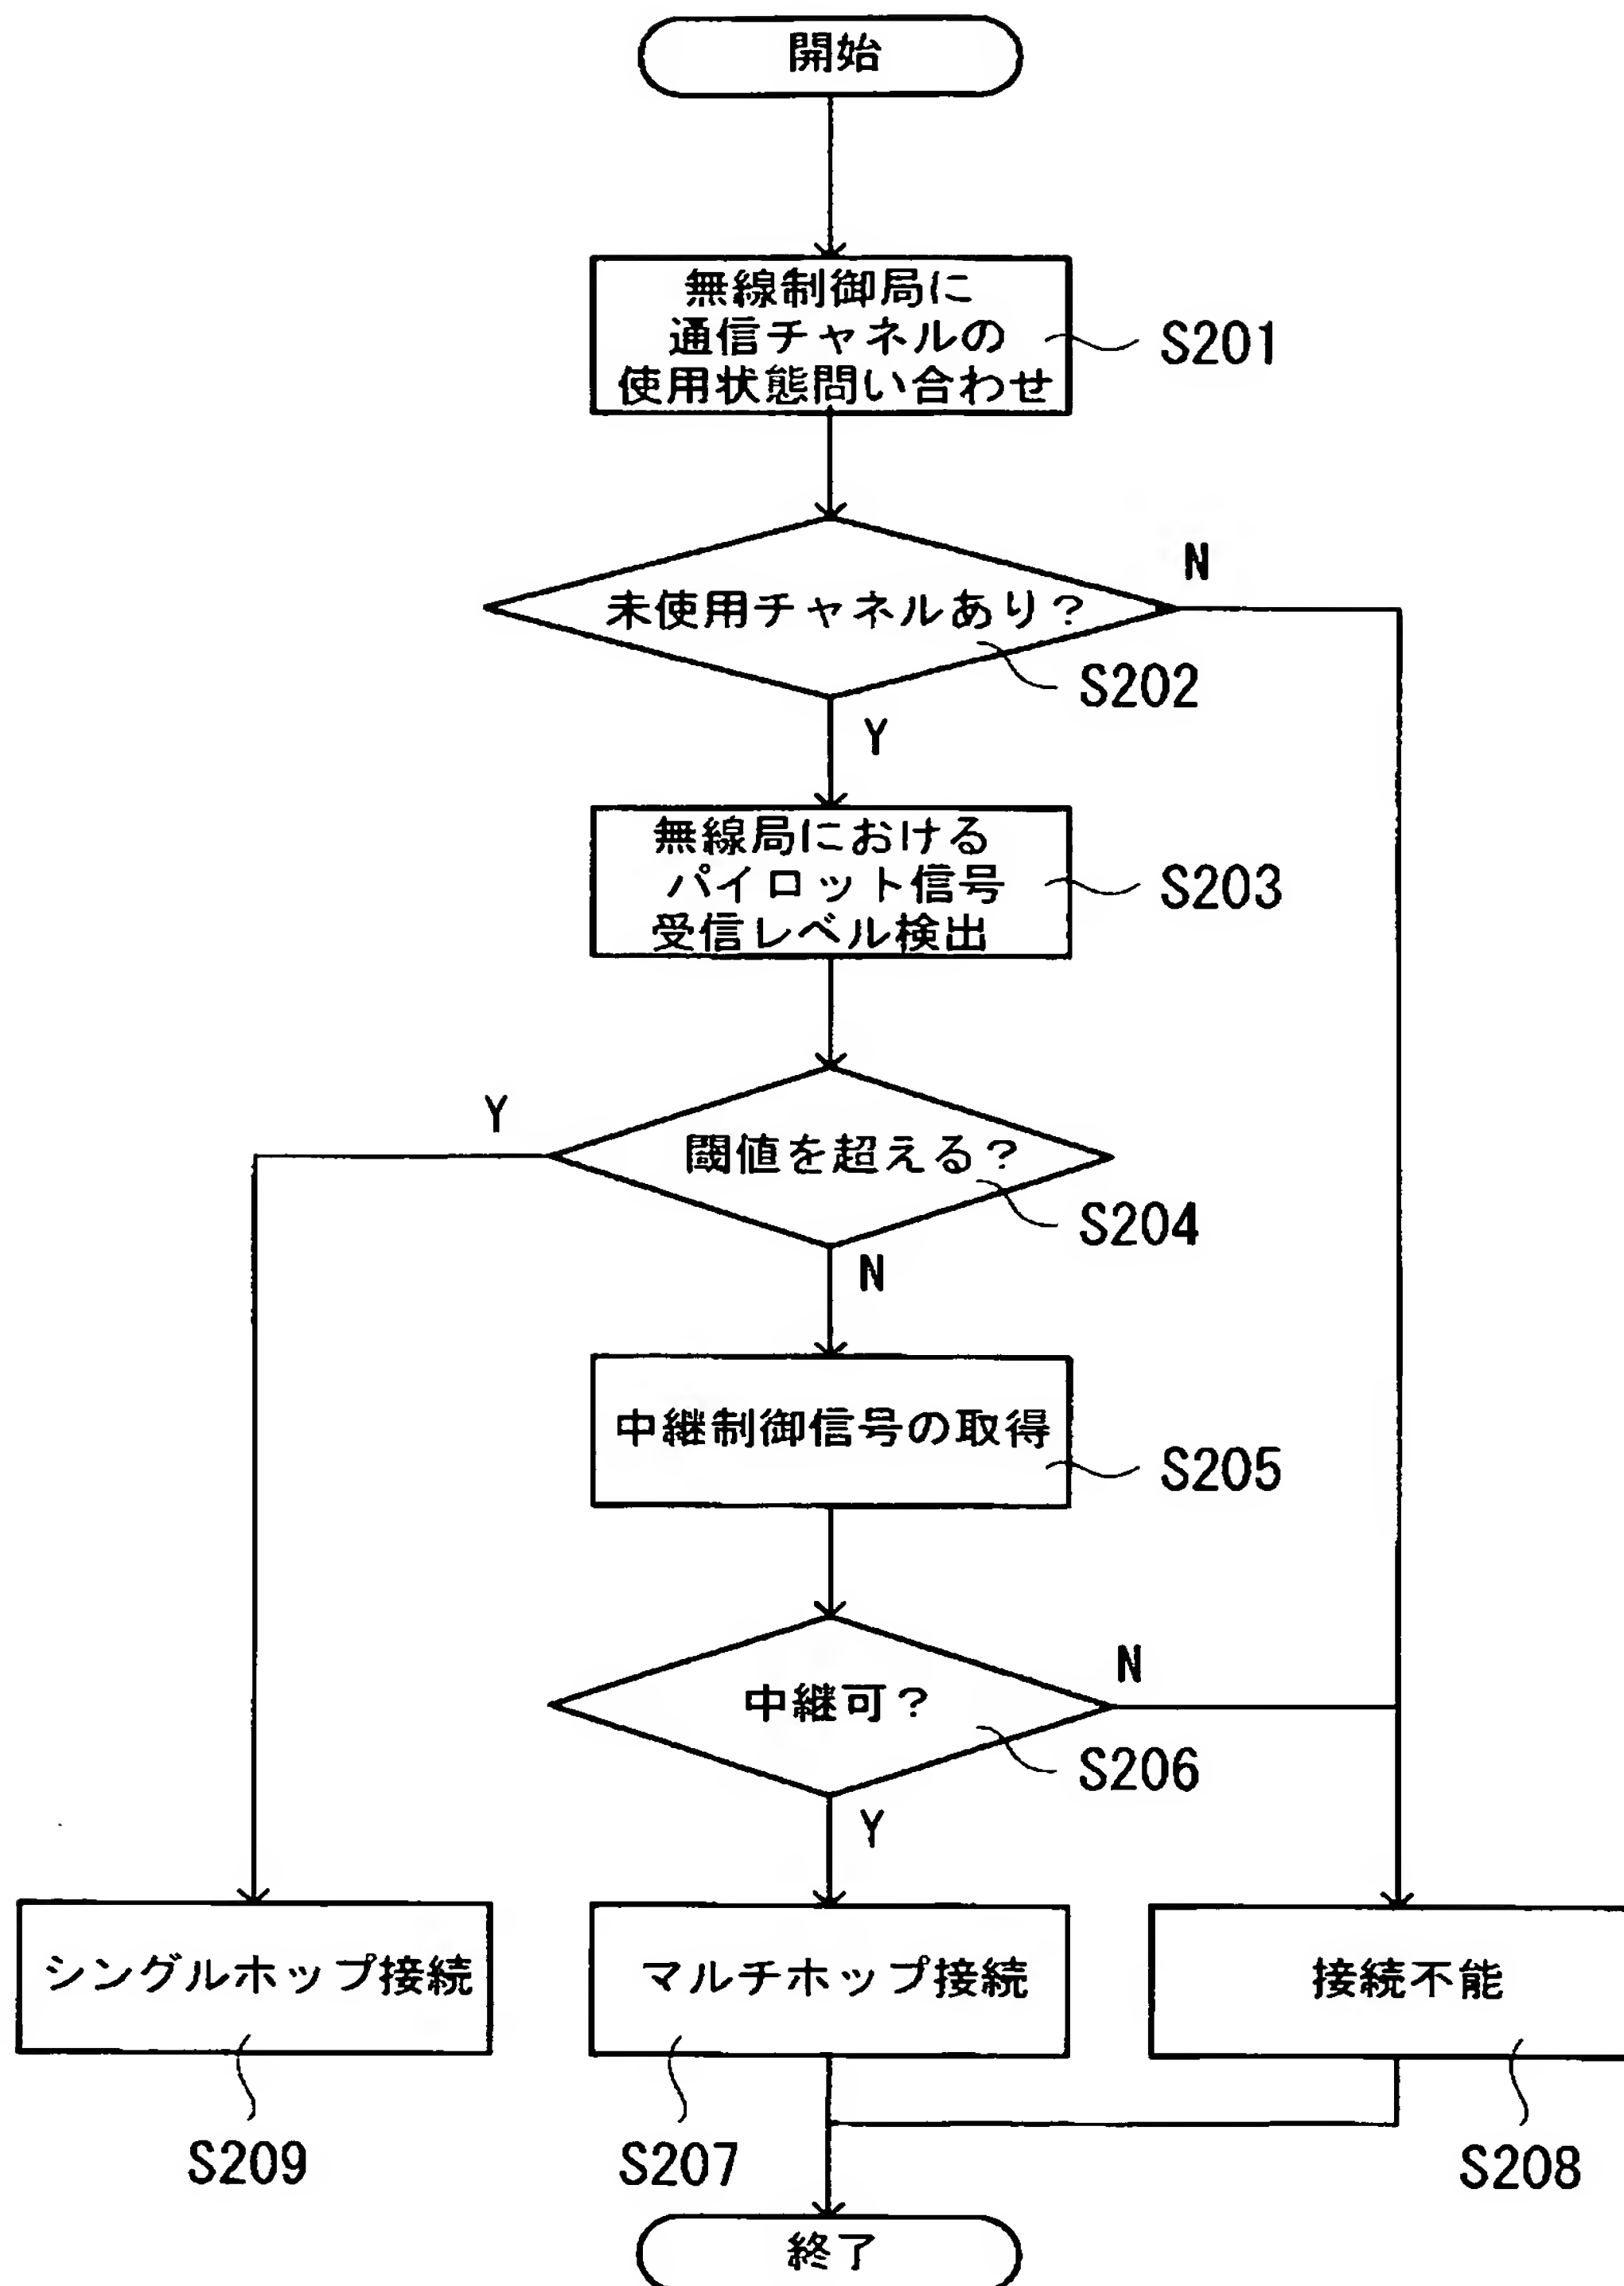 開始
無線制御局に
通信チャネルの
使用状態問い合わせ
S201
N
未使用チャネルあり?
S202
Y
無線局における
パイロット信号
受信レベル検出
S203
Y
閾値を超える?
S204
N
中継制御信号の取得
S205
N
中継可?
S206
Y
シングルホップ接続
マルチホップ接続
接続不能
S209
S207
S208
終了